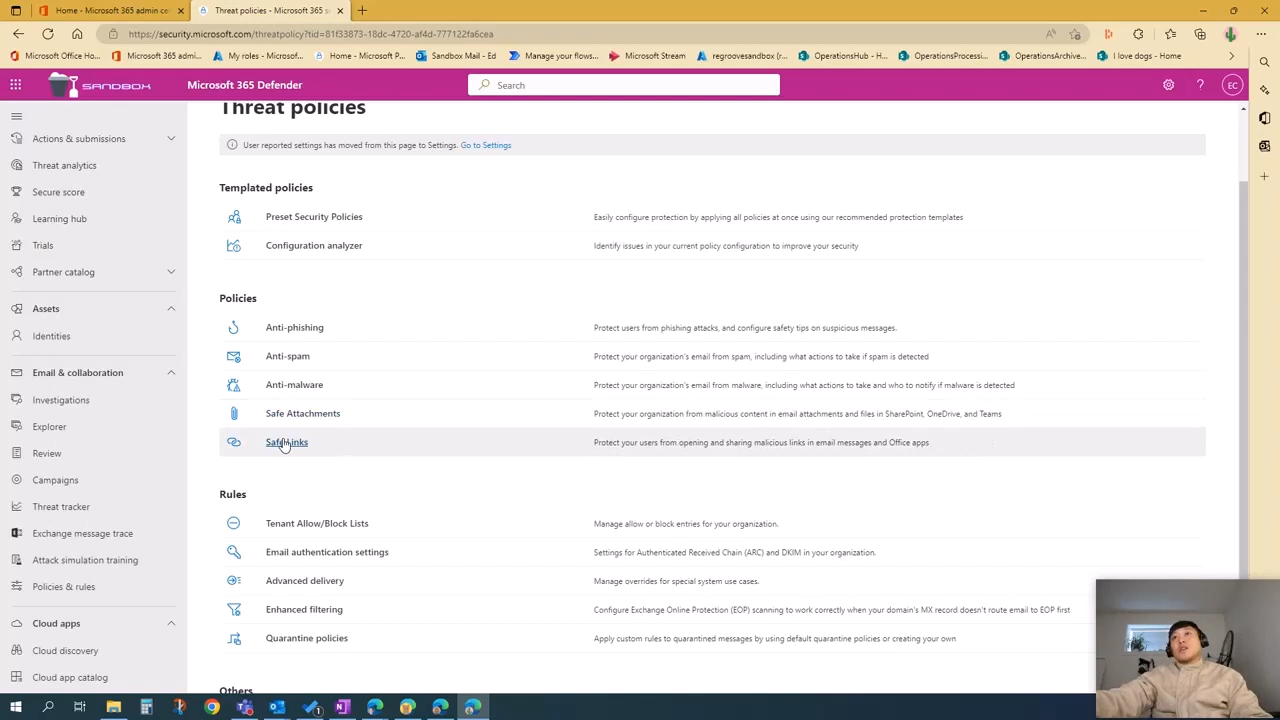 Home - Microsoft 365 admin cen
Threat policies - Microsoft 365 s
https://security.microsoft.com/threatpolicy?tid=81f33873-18dc-4720-af4d-777122fa6cea
Microsoft Office Ho...
Microsoft 365 admi...
My roles - Microsof...
Home - Microsoft P...
Sandbox Mail - Ed
Manage your flows...
Microsoft Stream
regroovesandbox (r...
OperationsHub - O...
OperationsProcessi...
OperationsArchive...
I love dogs - Home
SANDBOX
Microsoft 365 Defender
Search
EC
Actions & submissions
Threat analytics
Secure score
Learning hub
Trials
Partner catalog
Assets
Identities
Email & collaboration
Investigations
Explorer
Review
Campaigns
Threat tracker
Exchange message trace
Attack simulation training
Policies & rules
Cloud apps
Cloud discovery
Cloud app catalog
Threat policies
User reported settings has moved from this page to Settings. Go to Settings
Templated policies
Preset Security Policies
Easily configure protection by applying all policies at once using our recommended protection templates
Configuration analyzer
Identify issues in your current policy configuration to improve your security
Policies
Anti-phishing
Protect users from phishing attacks, and configure safety tips on suspicious messages.
Anti-spam
Protect your organization's email from spam, including what actions to take if spam is detected
Anti-malware
Protect your organization's email from malware, including what actions to take and who to notify if malware is detected
Safe Attachments
Protect your organization from malicious content in email attachments and files in SharePoint, OneDrive, and Teams
Safe Links
Protect your users from opening and sharing malicious links in email messages and Office apps
Rules
Tenant Allow/Block Lists
Manage allow or block entries for your organization.
Email authentication settings
Settings for Authenticated Received Chain (ARC) and DKIM in your organization.
Advanced delivery
Manage overrides for special system use cases.
Enhanced filtering
Configure Exchange Online Protection (EOP) scanning to work correctly when your domain's MX record doesn't route email to EOP first
Quarantine policies
Apply custom rules to quarantined messages by using default quarantine policies or creating your own
Others